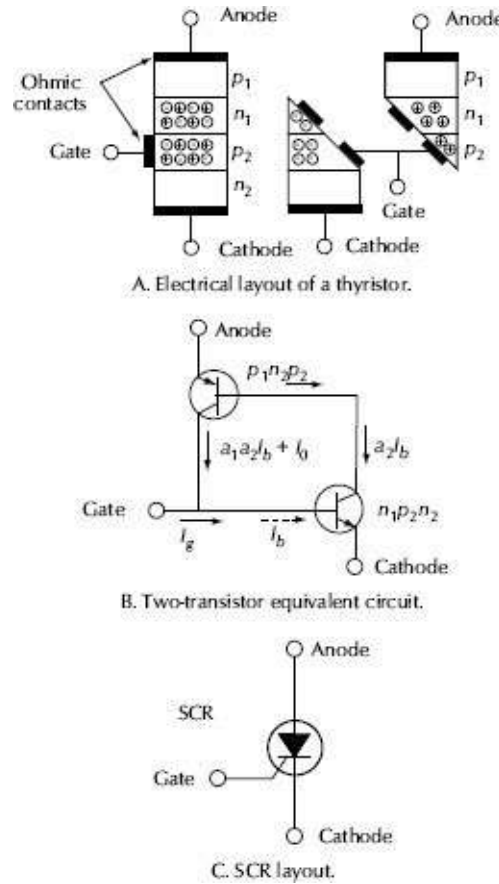 Anode
Anode
Ohmic
contacts
p1
n1
p2
n2
Gate
p1
n1
p2
Gate
Cathode
Cathode
A. Electrical layout of a thyristor.
Anode
p1n2p2
a1a2Ib + I0
a2Ib
Gate
Ig
Ib
n1p2n2
Cathode
B. Two-transistor equivalent circuit.
Anode
SCR
Gate
Cathode
C. SCR layout.